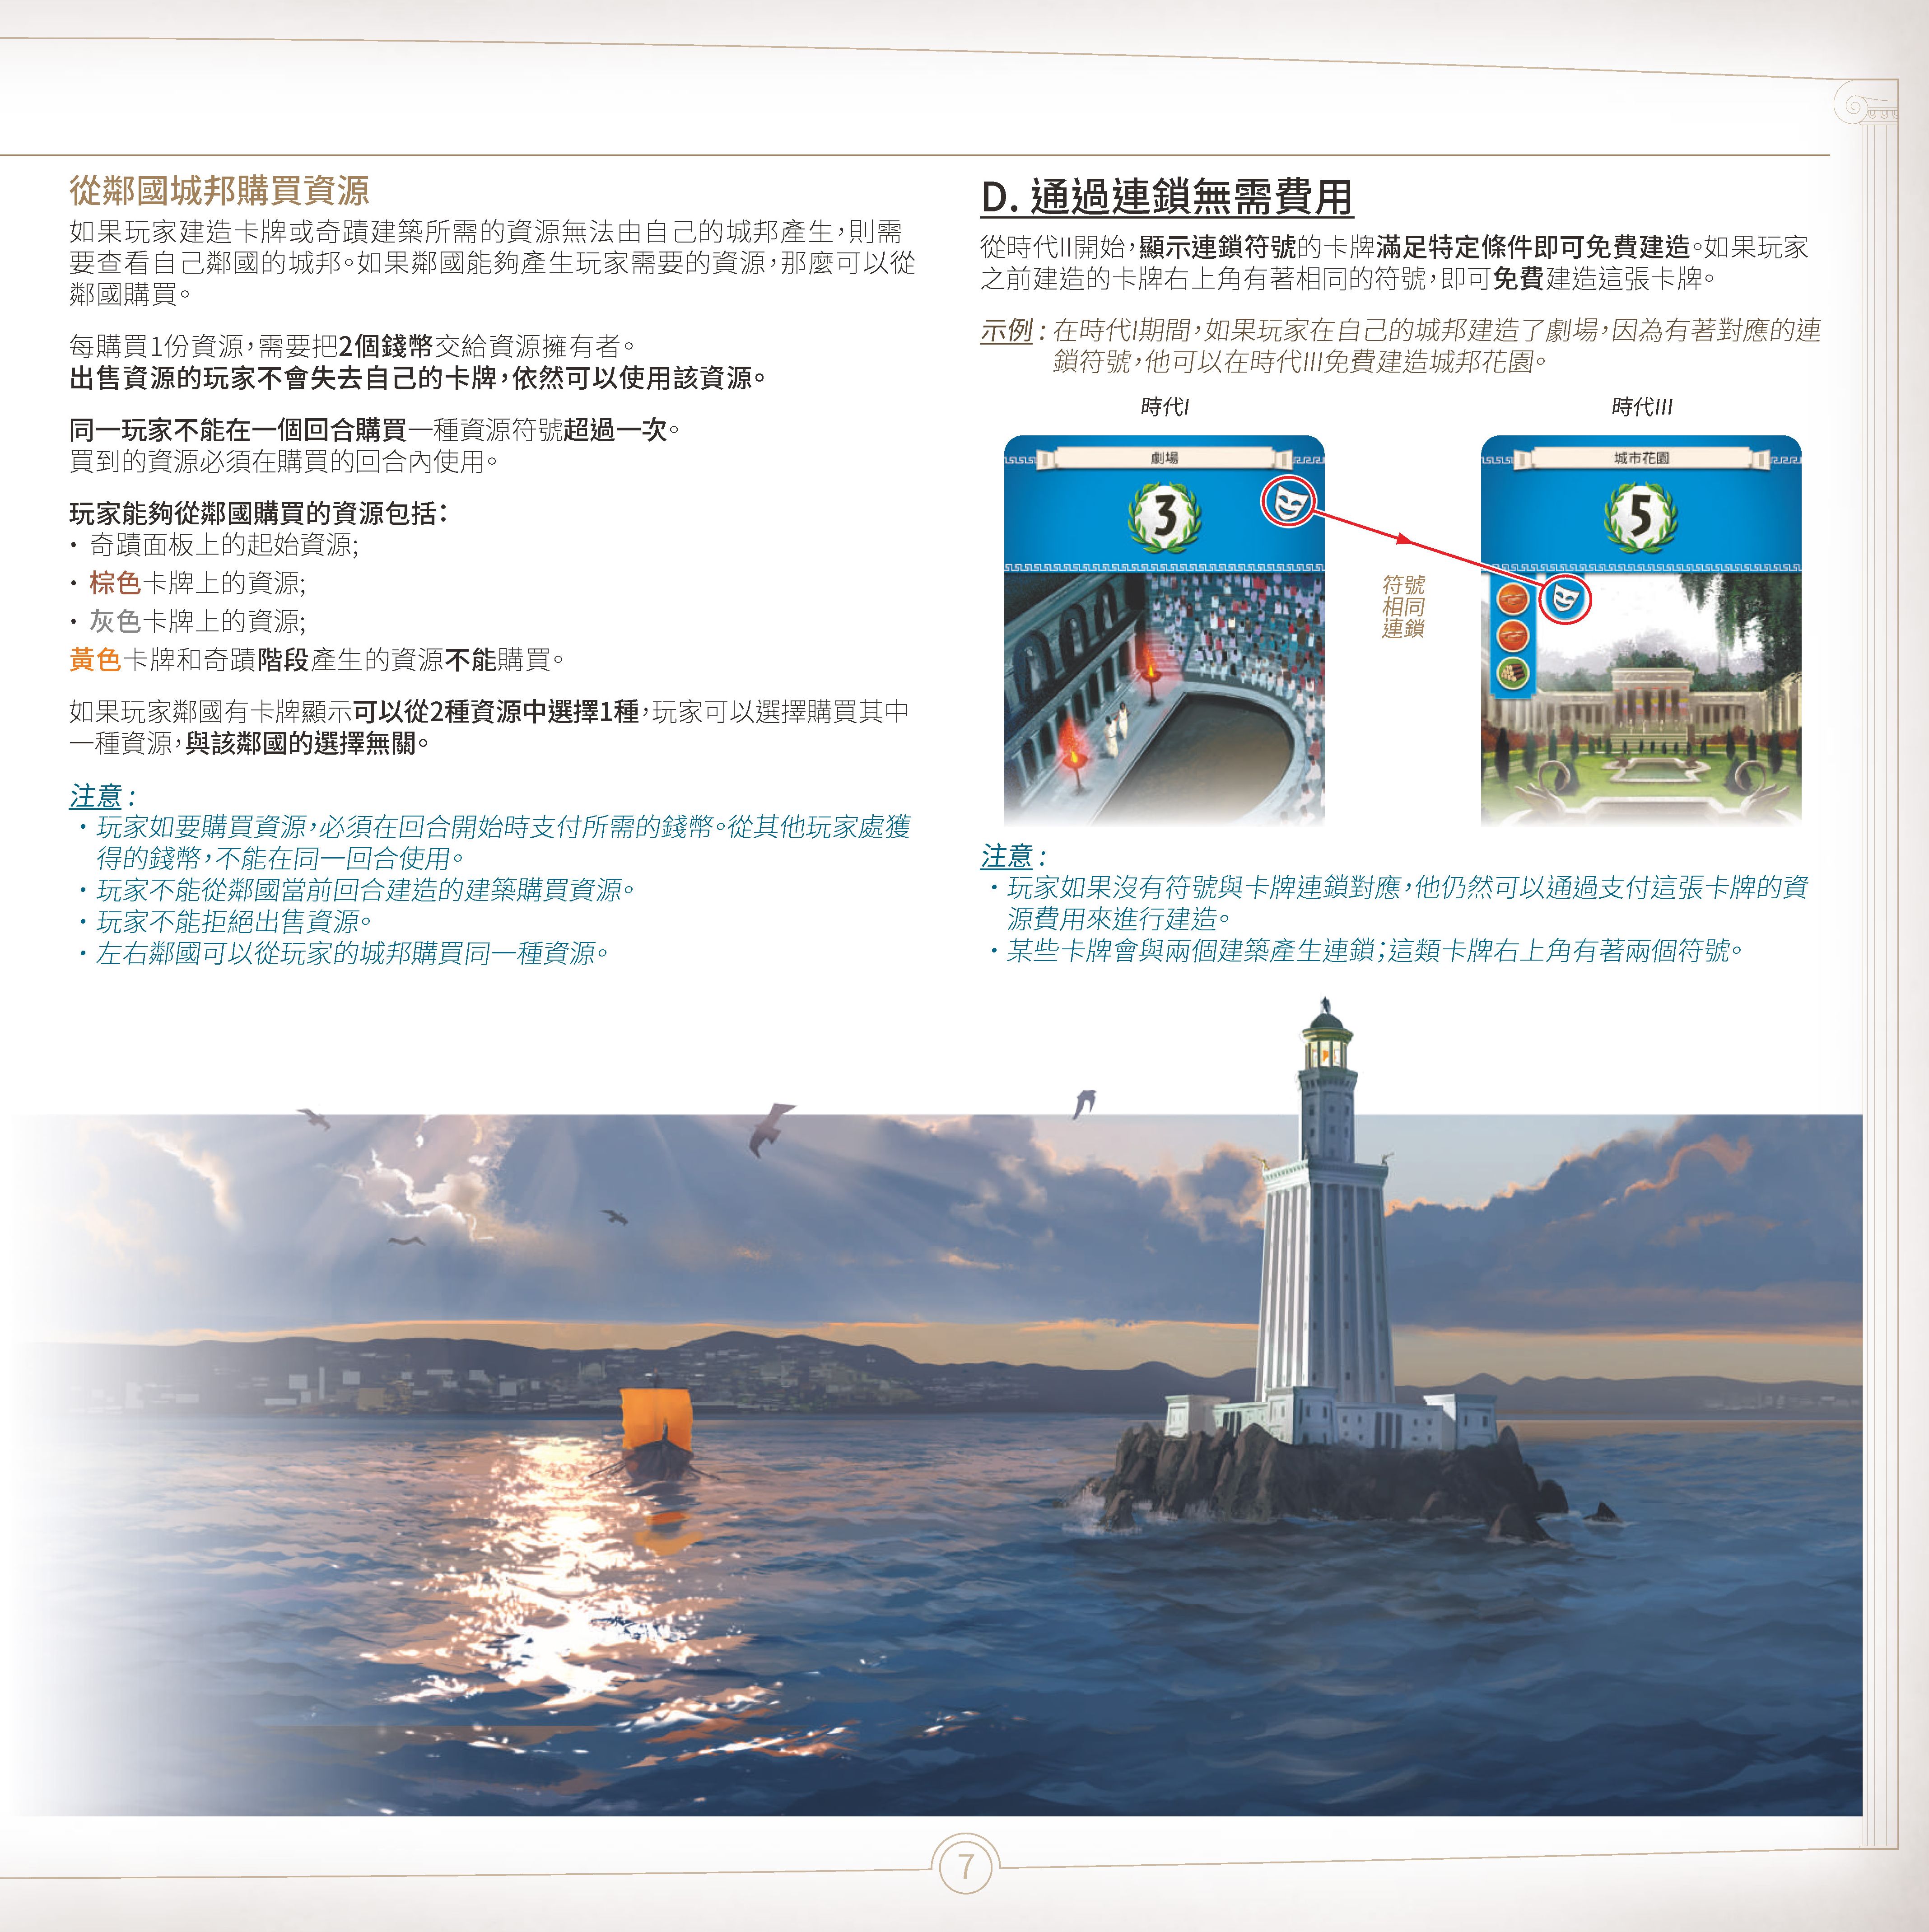 從鄰國城邦購買資源
如果玩家建造卡牌或奇蹟建築所需的資源無法由自己的城邦產生，則需
要查看自己鄰國的城邦。如果鄰國能夠產生玩家需要的資源，那麼可以從
鄰國購買。
每購買1份資源，需要把2個錢幣交給資源擁有者。
出售資源的玩家不會失去自己的卡牌，依然可以使用該資源。
同一玩家不能在一個回合購買一種資源符號超過一次。
買到的資源必須在購買的回合內使用。
玩家能夠從鄰國購買的資源包括：
· 奇蹟面板上的起始資源;
· 棕色卡牌上的資源;
· 灰色卡牌上的資源;
黃色卡牌和奇蹟階段產生的資源不能購買。
如果玩家鄰國有卡牌顯示可以從2種資源中選擇1種，玩家可以選擇購買其中
一種資源，與該鄰國的選擇無關。
注意 :
· 玩家如要購買資源，必須在回合開始時支付所需的錢幣。從其他玩家處獲
得的錢幣，不能在同一回合使用。
· 玩家不能從鄰國當前回合建造的建築購買資源。
· 玩家不能拒絕出售資源。
· 左右鄰國可以從玩家的城邦購買同一種資源。
D. 通過連鎖無需費用
從時代II開始，顯示連鎖符號的卡牌滿足特定條件即可免費建造。如果玩家
之前建造的卡牌右上角有著相同的符號，即可免費建造這張卡牌。
示例 : 在時代I期間，如果玩家在自己的城邦建造了劇場，因為有著對應的連
鎖符號，他可以在時代III免費建造城邦花園。
時代I
時代III
劇場
城市花園
3
5
符號
相同
連鎖
注意 :
· 玩家如果沒有符號與卡牌連鎖對應，他仍然可以通過支付這張卡牌的資
源費用來進行建造。
· 某些卡牌會與兩個建築產生連鎖；這類卡牌右上角有著兩個符號。
7